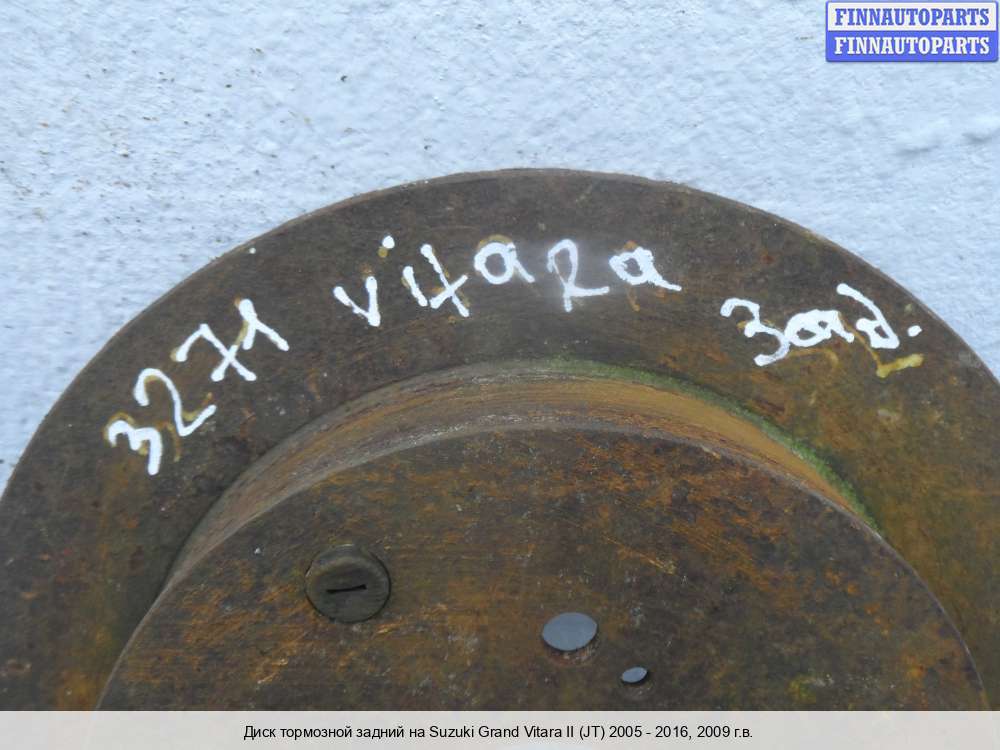 FINNAUTOPARTS
FINNAUTOPARTS
3271 vitara зад.
Диск тормозной задний на Suzuki Grand Vitara II (JT) 2005 - 2016, 2009 г.в.